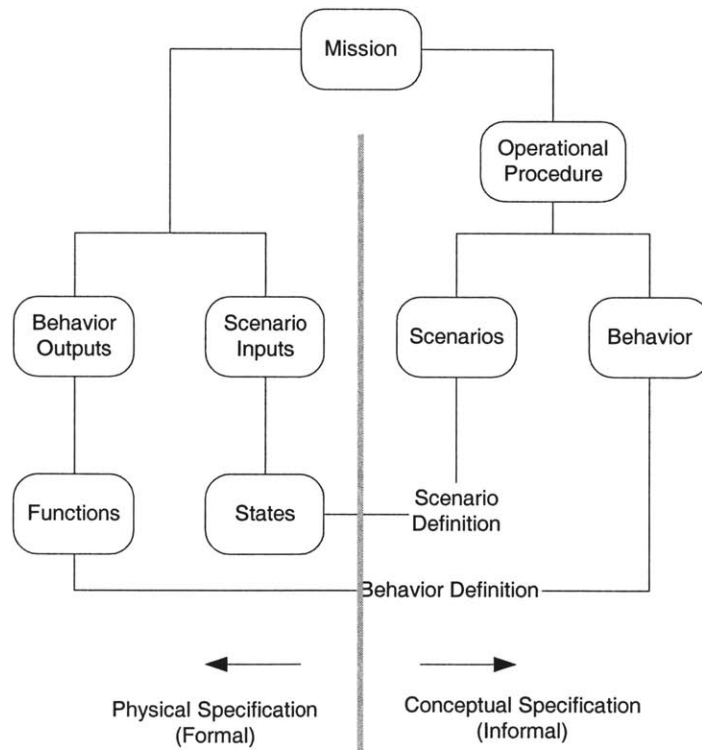 Mission
Operational
Procedure
Behavior
Outputs
Scenario
Inputs
Scenarios
Behavior
Functions
States
Scenario
Definition
Behavior Definition
Physical Specification
(Formal)
Conceptual Specification
(Informal)